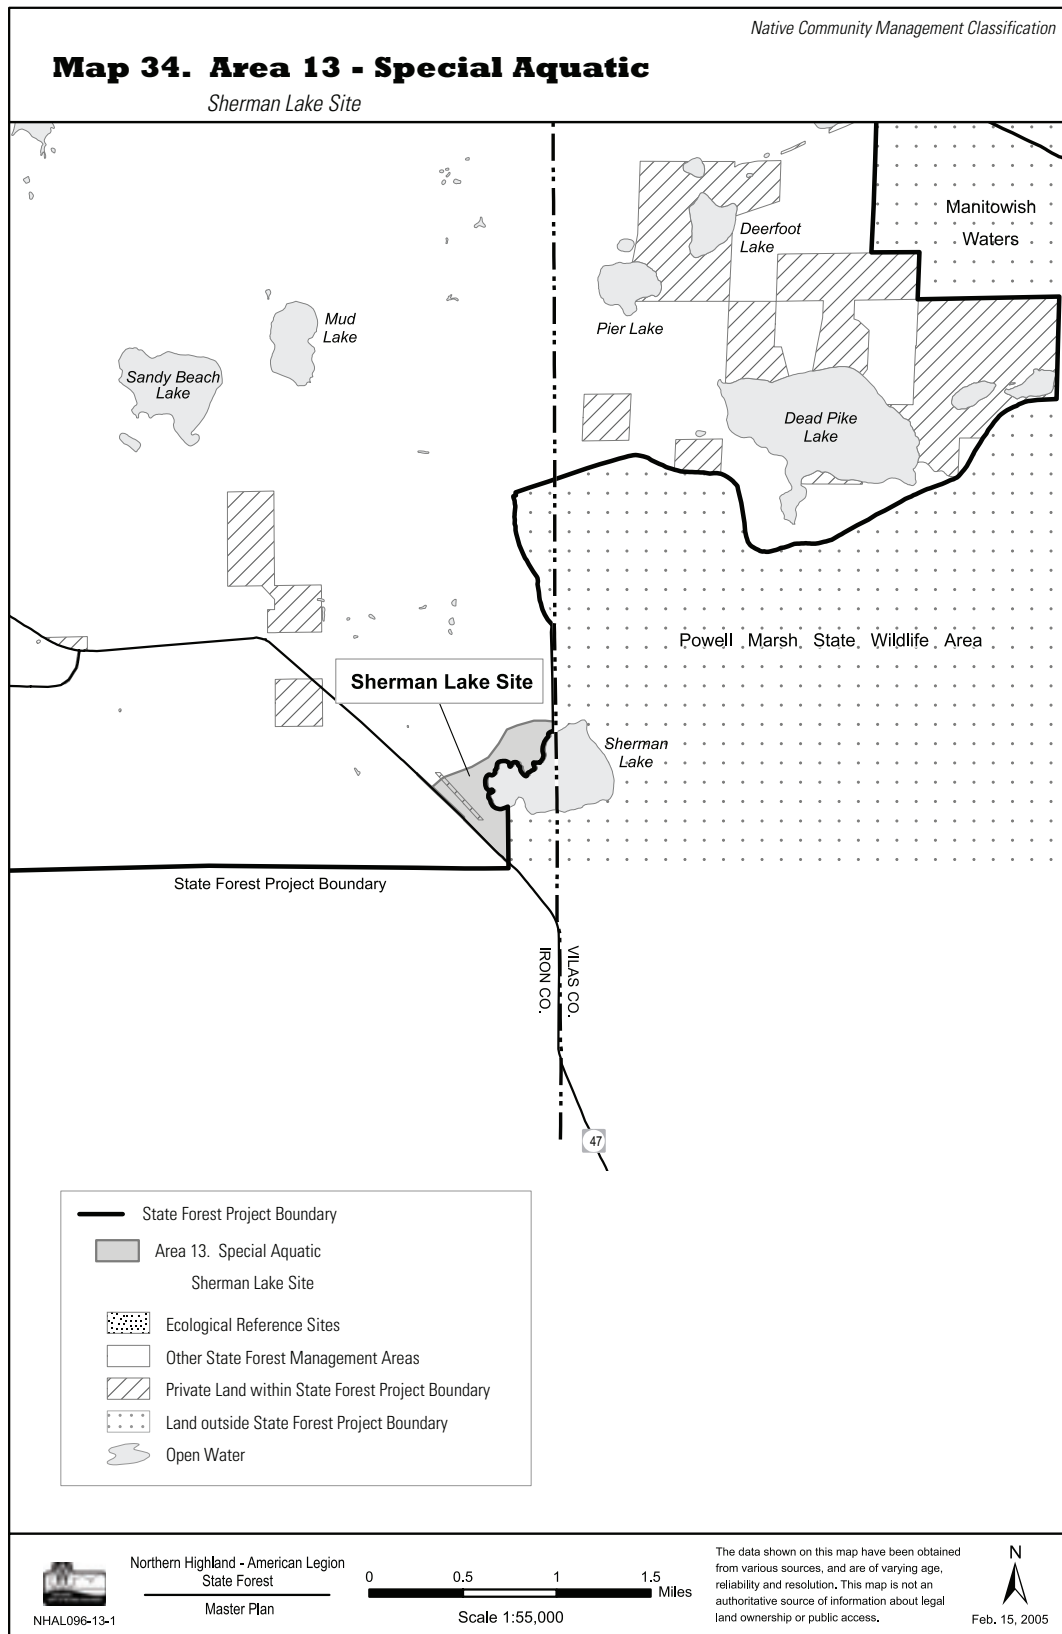 Native Community Management Classification
Map 34. Area 13 - Special Aquatic
Sherman Lake Site
Manitowish
Waters
Deerfoot
Lake
Mud
Lake
Pier Lake
Sandy Beach
Lake
Dead Pike
Lake
Powell Marsh State Wildlife Area
Sherman Lake Site
Sherman
Lake
State Forest Project Boundary
VILAS CO.
IRON CO.
47
State Forest Project Boundary
Area 13. Special Aquatic
Sherman Lake Site
Ecological Reference Sites
Other State Forest Management Areas
Private Land within State Forest Project Boundary
Land outside State Forest Project Boundary
Open Water
NHAL096-13-1
Northern Highland - American Legion
State Forest
Master Plan
0 0.5 1 1.5
Miles
Scale 1:55,000
The data shown on this map have been obtained
from various sources, and are of varying age,
reliability and resolution. This map is not an
authoritative source of information about legal
land ownership or public access.
N
Feb. 15, 2005